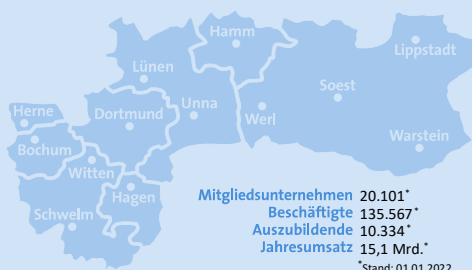 Hamm
Lippstadt
Lünen
Soest
Unna
Herne
Dortmund
Werl
Warstein
Bochum
Witten
Hagen
Schwelm
Mitgliedsunternehmen 20.101*
Beschäftigte 135.567*
Auszubildende 10.334*
Jahresumsatz 15,1 Mrd.*
*Stand: 01.01.2022